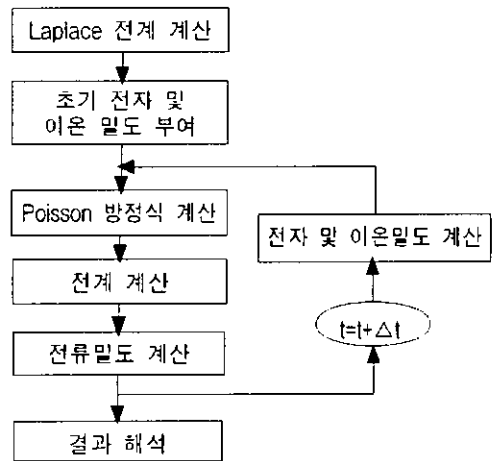 Laplace 전계 계산
초기 전자 및
이온 밀도 부여
Poisson 방정식 계산
전자 및 이온밀도 계산
전계 계산
t=t+△t
전류밀도 계산
결과 해석